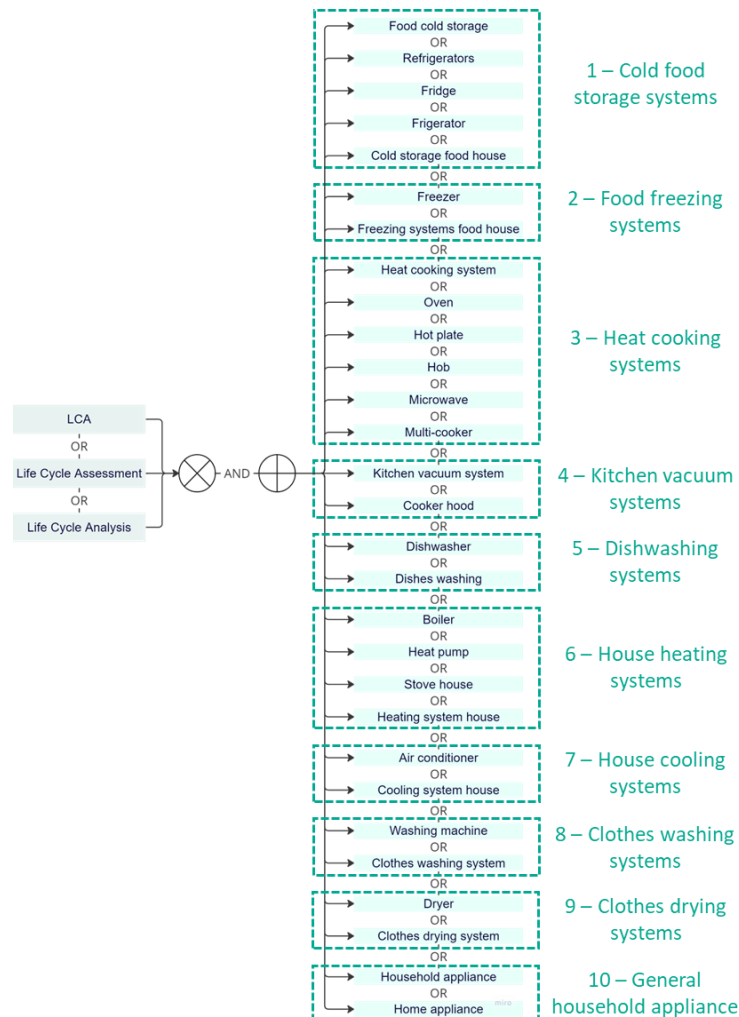 Food cold storage
OR
Refrigerators
OR
Fridge
OR
Frigerator
OR
Cold storage food house
1 – Cold food
storage systems
OR
Freezer
OR
Freezing systems food house
2 – Food freezing
systems
OR
Heat cooking system
OR
Oven
OR
Hot plate
OR
Hob
OR
Microwave
OR
Multi-cooker
3 – Heat cooking
systems
OR
LCA
OR
Life Cycle Assessment
OR
Life Cycle Analysis
AND
Kitchen vacuum system
OR
Cooker hood
4 – Kitchen vacuum
systems
OR
Dishwasher
OR
Dishes washing
5 – Dishwashing
systems
OR
Boiler
OR
Heat pump
OR
Stove house
OR
Heating system house
6 – House heating
systems
OR
Air conditioner
OR
Cooling system house
7 – House cooling
systems
OR
Washing machine
OR
Clothes washing system
8 – Clothes washing
systems
OR
Dryer
OR
Clothes drying system
9 – Clothes drying
systems
OR
Household appliance
OR
Home appliance
miro
10 – General
household appliance